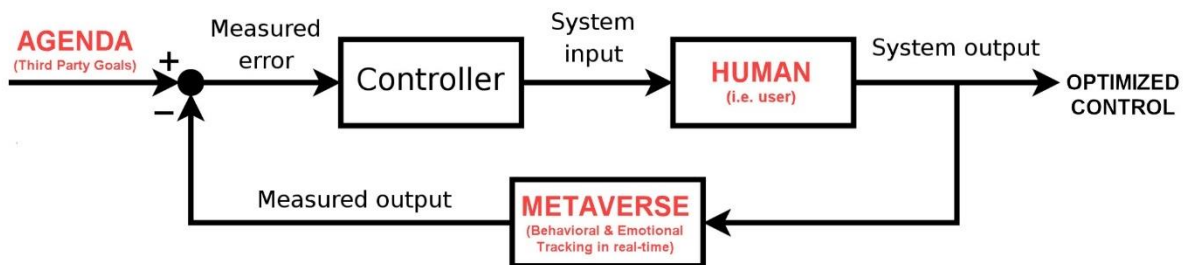 AGENDA
(Third Party Goals)
+
−
Measured
error
Controller
System
input
HUMAN
(i.e. user)
System output
OPTIMIZED
CONTROL
Measured output
METAVERSE
(Behavioral & Emotional
Tracking in real-time)